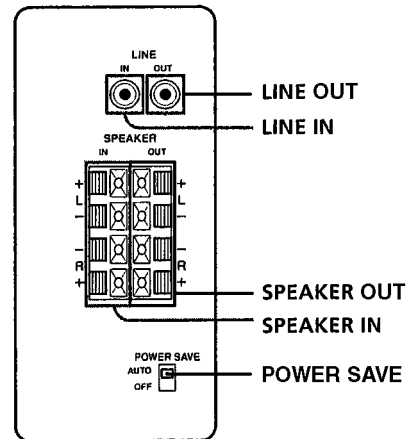 LINE
IN OUT
LINE OUT
LINE IN
SPEAKER
IN OUT
+ +
L L
− −
− −
R R
+ +
SPEAKER OUT
SPEAKER IN
POWER SAVE
AUTO
OFF
POWER SAVE